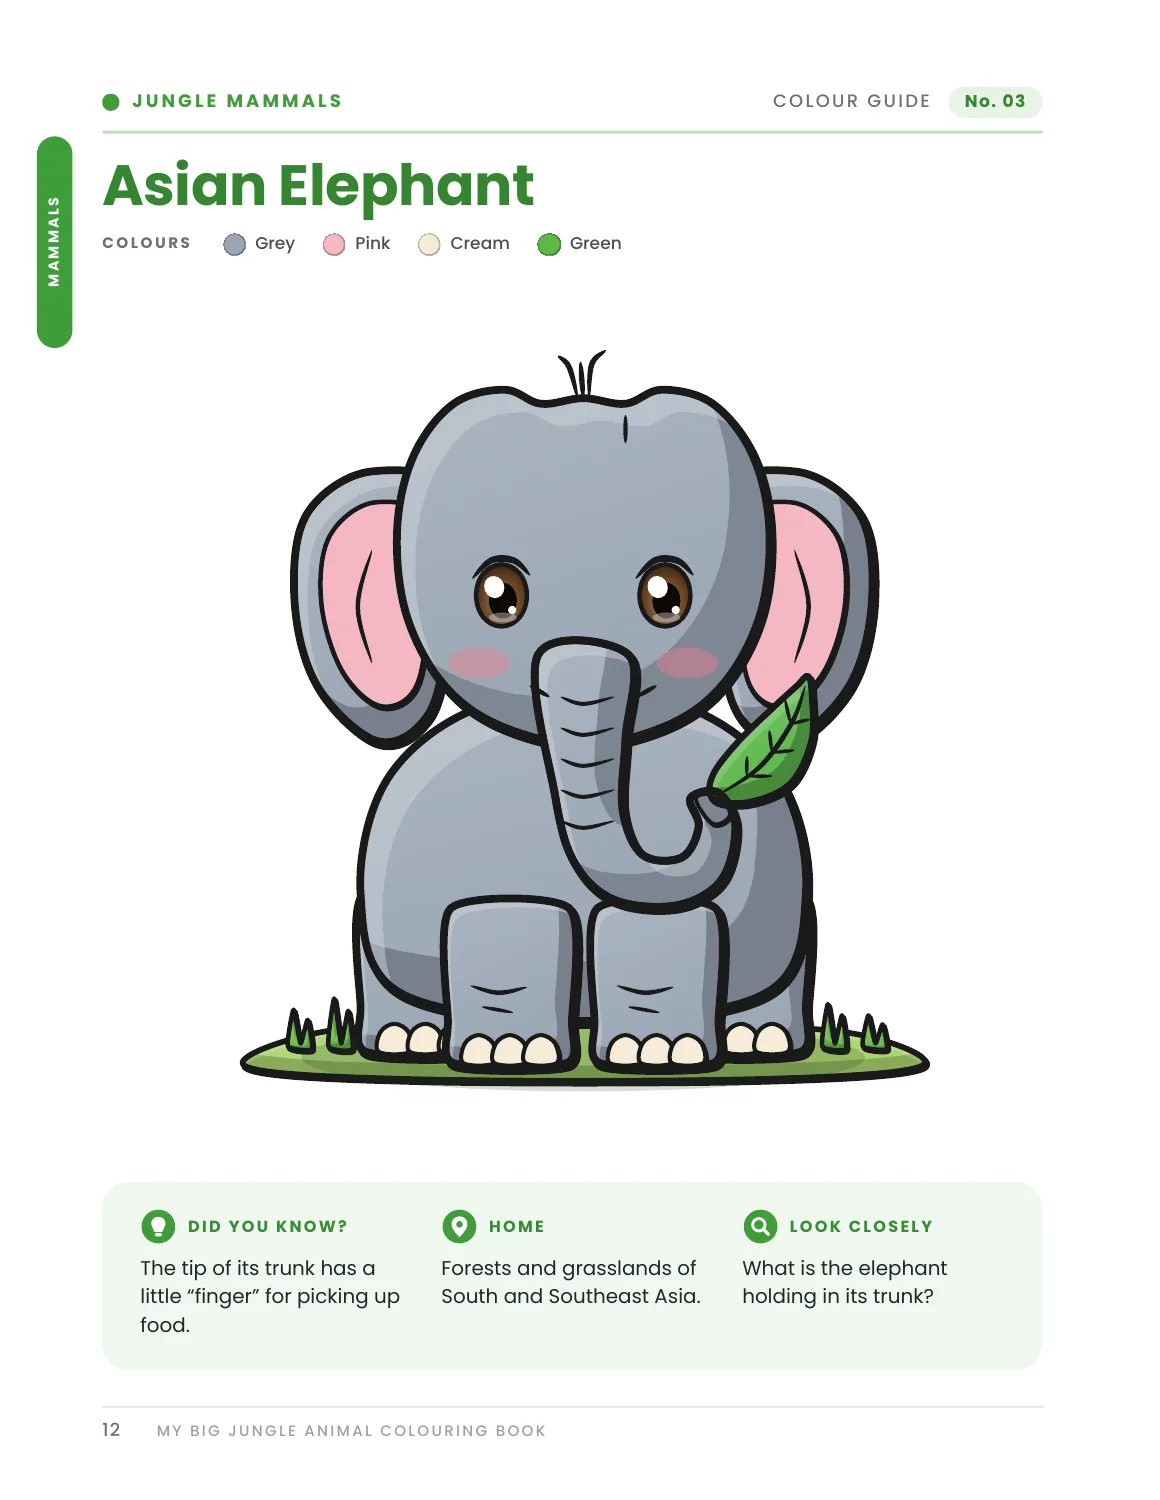 JUNGLE MAMMALS
COLOUR GUIDE No. 03
MAMMALS
Asian Elephant
COLOURS Grey Pink Cream Green
DID YOU KNOW?
The tip of its trunk has a
little “finger” for picking up
food.
HOME
Forests and grasslands of
South and Southeast Asia.
LOOK CLOSELY
What is the elephant
holding in its trunk?
12 MY BIG JUNGLE ANIMAL COLOURING BOOK